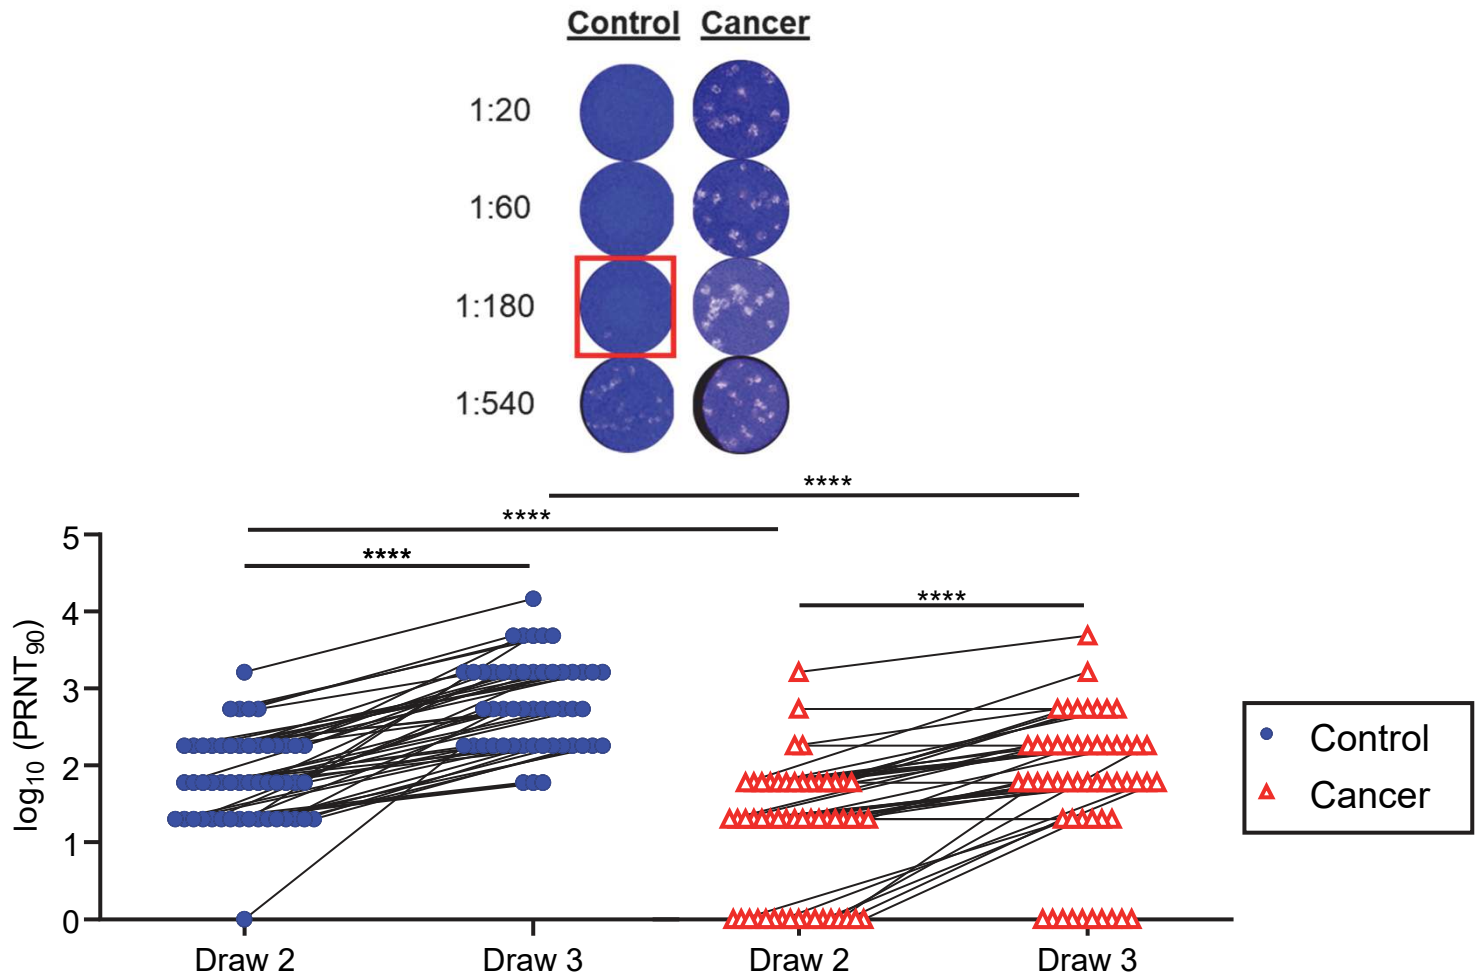 Control Cancer
1:20
1:60
1:180
1:540
****
****
****
****
log10 (PRNT90)
5
4
3
2
1
0
Draw 2 Draw 3 Draw 2 Draw 3
Control
Cancer